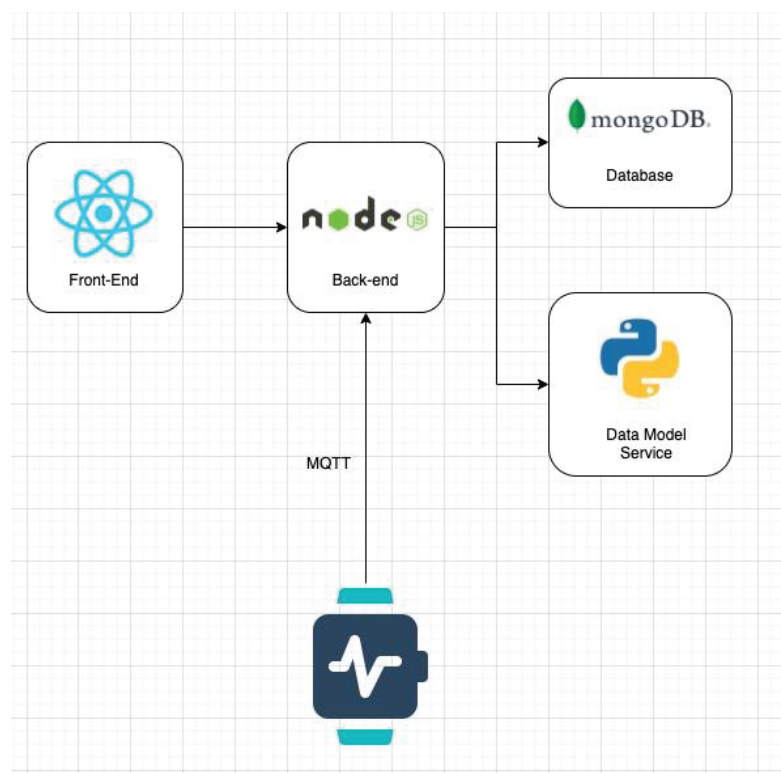 mongoDB.
Database
node
JS
Front-End
Back-end
Data Model
Service
MQTT